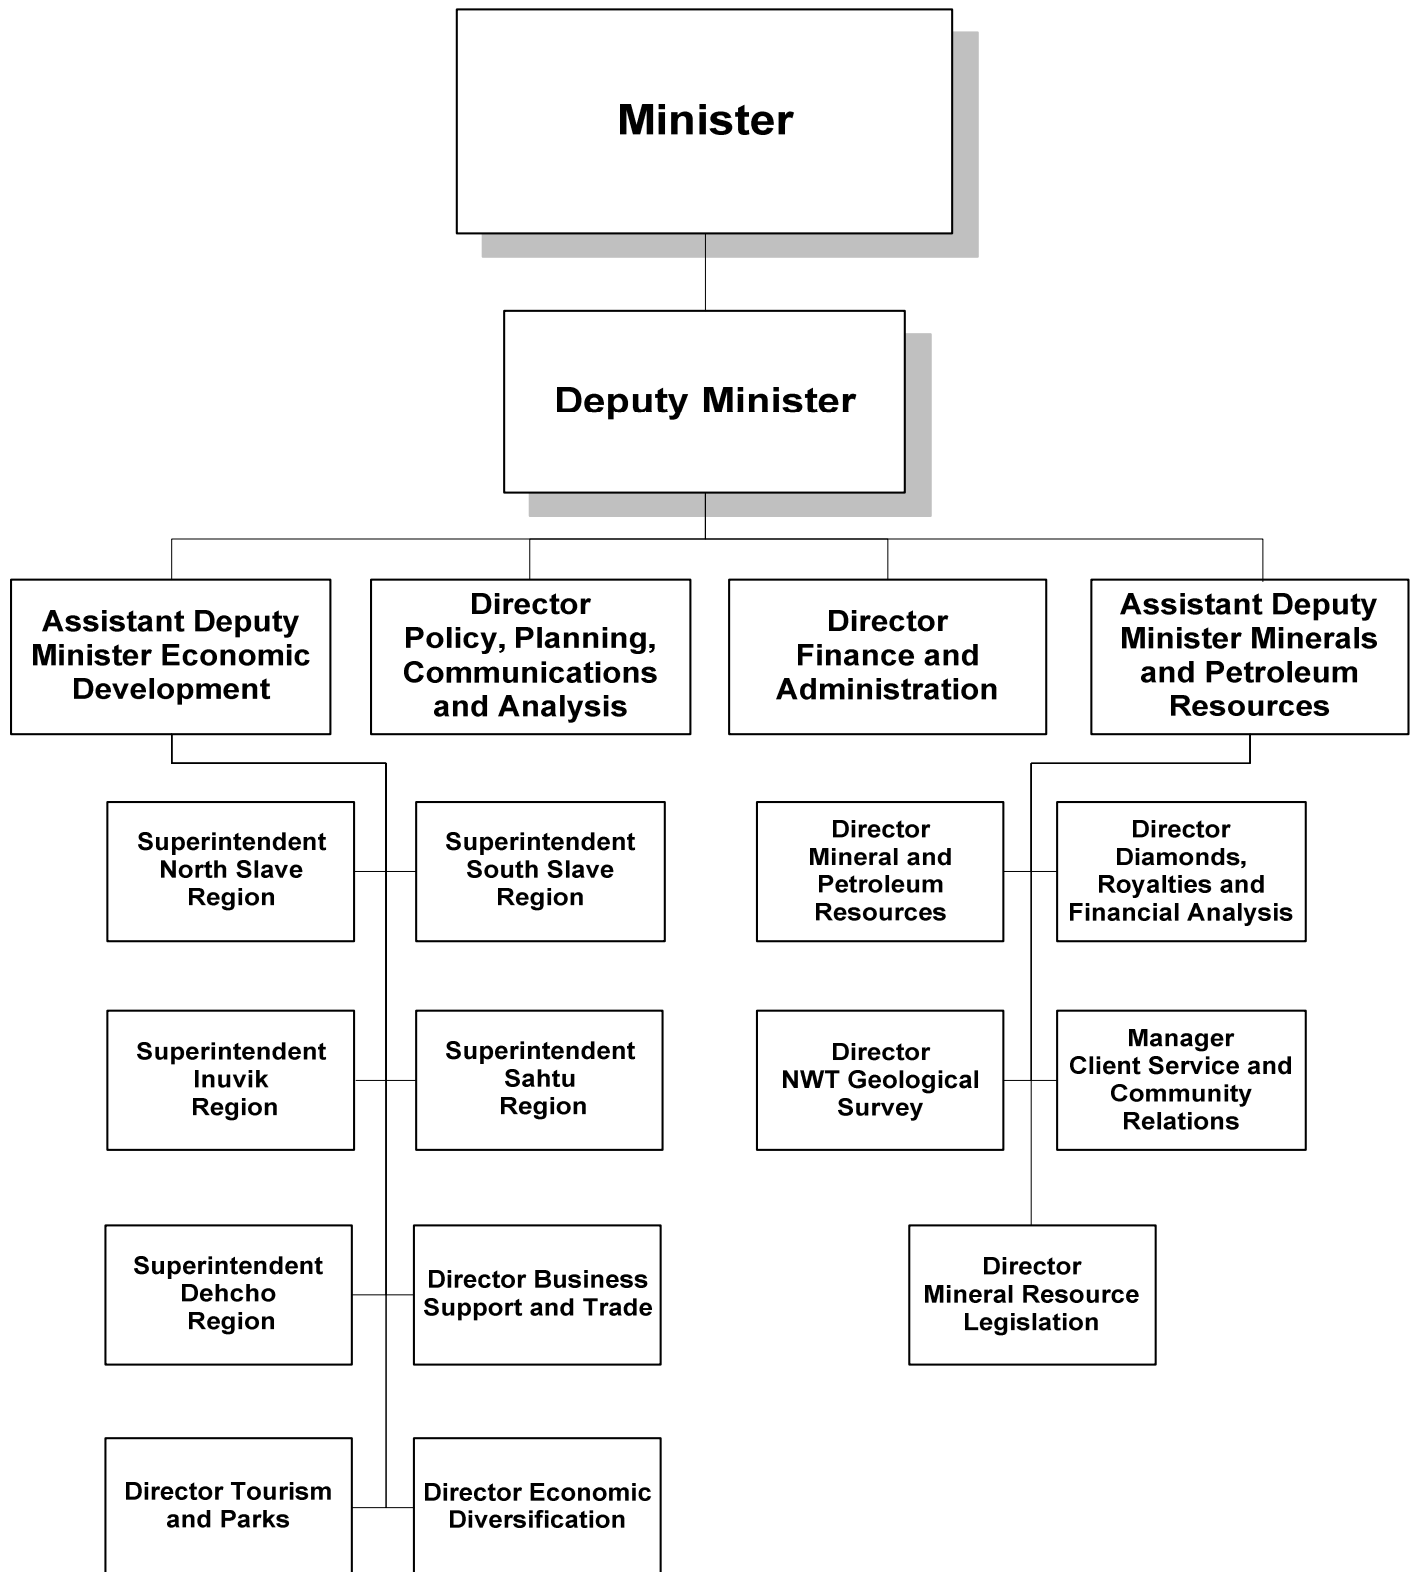 Minister
Deputy Minister
Assistant Deputy
Minister Economic
Development
Director
Policy, Planning,
Communications
and Analysis
Director
Finance and
Administration
Assistant Deputy
Minister Minerals
and Petroleum
Resources
Superintendent
North Slave
Region
Superintendent
South Slave
Region
Director
Mineral and
Petroleum
Resources
Director
Diamonds,
Royalties and
Financial Analysis
Superintendent
Inuvik
Region
Superintendent
Sahtu
Region
Director
NWT Geological
Survey
Manager
Client Service and
Community
Relations
Superintendent
Dehcho
Region
Director Business
Support and Trade
Director
Mineral Resource
Legislation
Director Tourism
and Parks
Director Economic
Diversification